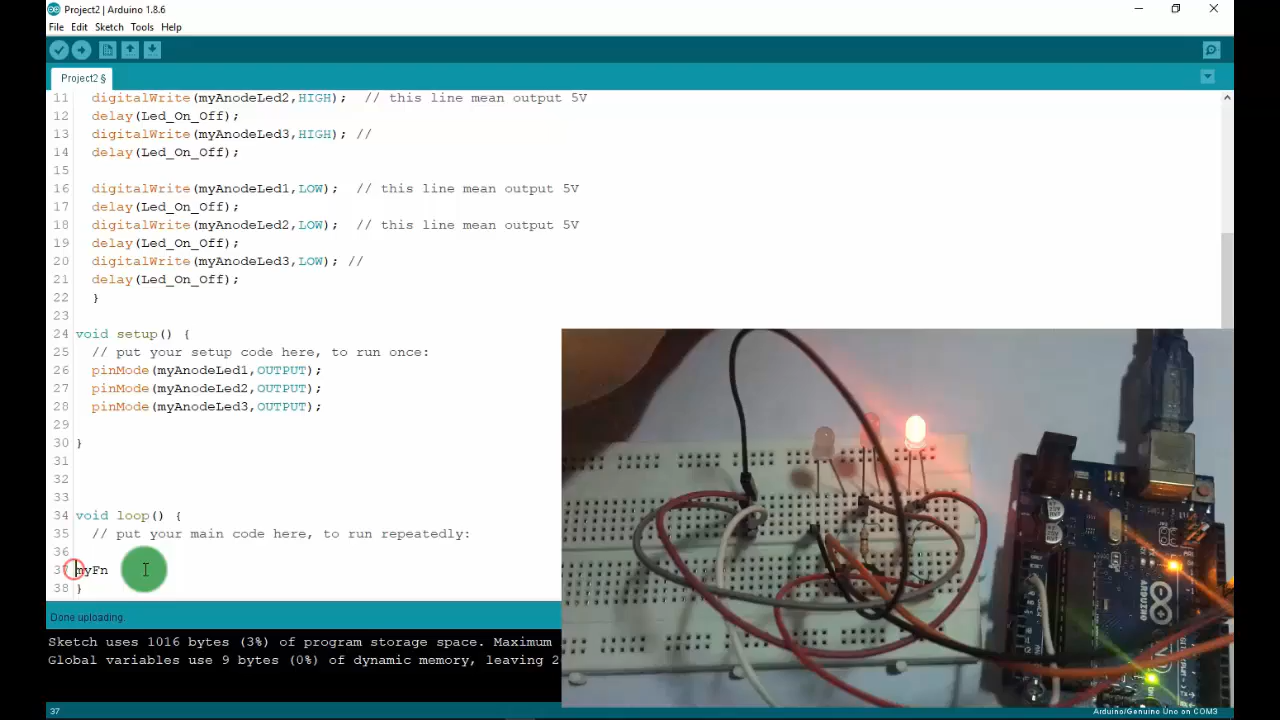 Project2 | Arduino 1.8.6
File Edit Sketch Tools Help
Project2 §
11 digitalWrite(myAnodeLed2,HIGH); // this line mean output 5V
12 delay(Led_On_Off);
13 digitalWrite(myAnodeLed3,HIGH); //
14 delay(Led_On_Off);
15
16 digitalWrite(myAnodeLed1,LOW); // this line mean output 5V
17 delay(Led_On_Off);
18 digitalWrite(myAnodeLed2,LOW); // this line mean output 5V
19 delay(Led_On_Off);
20 digitalWrite(myAnodeLed3,LOW); //
21 delay(Led_On_Off);
22 }
23
24 void setup() {
25 // put your setup code here, to run once:
26 pinMode(myAnodeLed1,OUTPUT);
27 pinMode(myAnodeLed2,OUTPUT);
28 pinMode(myAnodeLed3,OUTPUT);
29
30 }
31
32
33
34 void loop() {
35 // put your main code here, to run repeatedly:
36
37 myFn
38 }
Done uploading.
Sketch uses 1016 bytes (3%) of program storage space. Maximum
Global variables use 9 bytes (0%) of dynamic memory, leaving 2
ARDUINO
37
Arduino/Genuino Uno on COM3